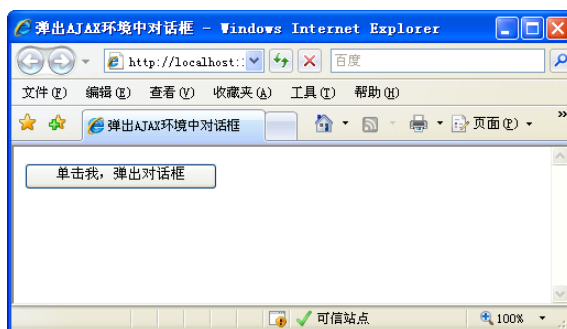 弹出AJAX环境中对话框 - Windows Internet Explorer
http://localhost:: 百度
文件(F) 编辑(E) 查看(V) 收藏夹(A) 工具(T) 帮助(H)
弹出AJAX环境中对话框 页面(P) »
单击我，弹出对话框
可信站点 100%